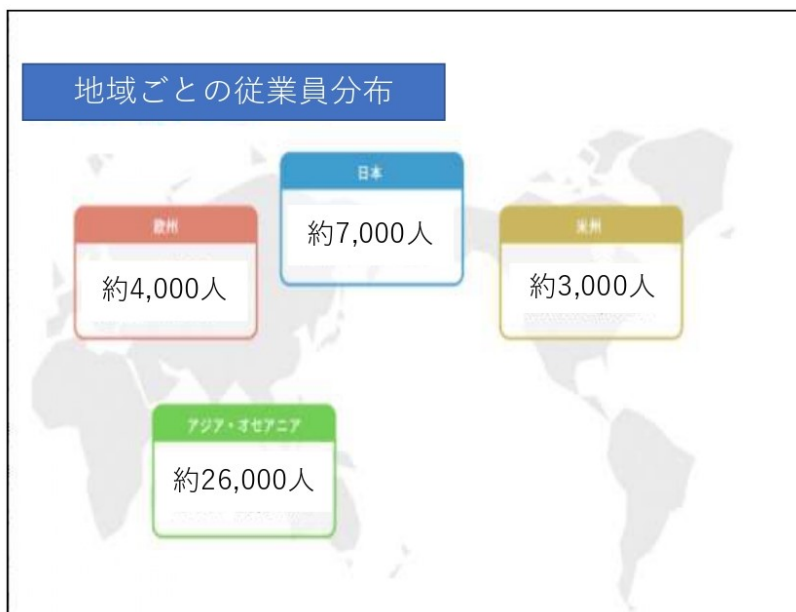 地域ごとの従業員分布
日本
約7,000人
欧州
約4,000人
米州
約3,000人
アジア・オセアニア
約26,000人